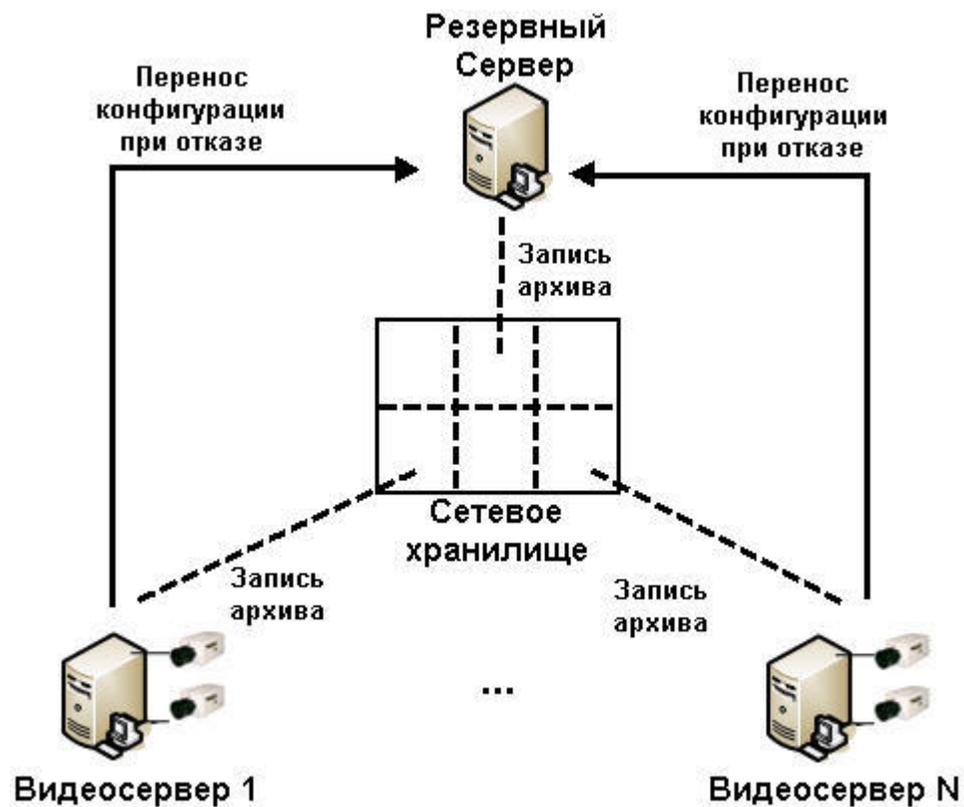 Резервный
Сервер
Перенос
конфигурации
при отказе
Перенос
конфигурации
при отказе
Запись
архива
Сетевое
хранилище
Запись
архива
Запись
архива
...
Видеосервер 1
Видеосервер N